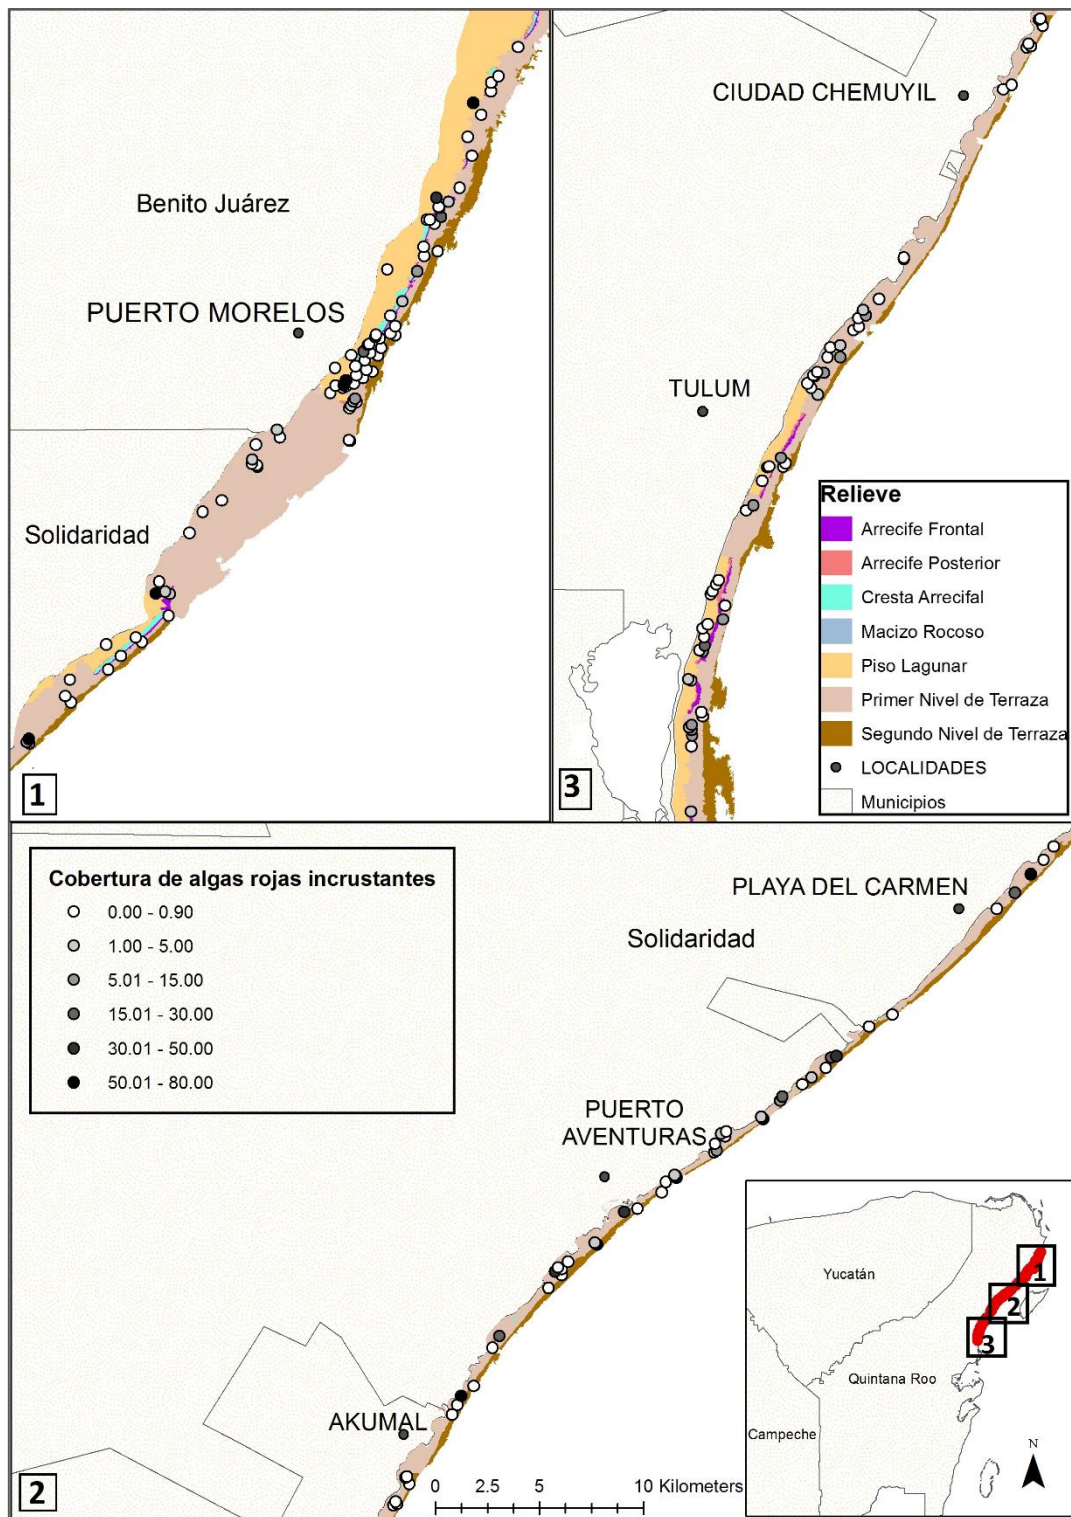 Benito Juárez
PUERTO MORELOS
Solidaridad
1
CIUDAD CHEMUYIL
TULUM
3
Relieve
Arrecife Frontal
Arrecife Posterior
Cresta Arrecifal
Macizo Rocoso
Piso Lagunar
Primer Nivel de Terraza
Segundo Nivel de Terraza
LOCALIDADES
Municipios
Cobertura de algas rojas incrustantes
0.00 - 0.90
1.00 - 5.00
5.01 - 15.00
15.01 - 30.00
30.01 - 50.00
50.01 - 80.00
PLAYA DEL CARMEN
Solidaridad
PUERTO
AVENTURAS
AKUMAL
2
0 2.5 5 10 Kilometers
Yucatán
Quintana Roo
Campeche
1
2
3
N